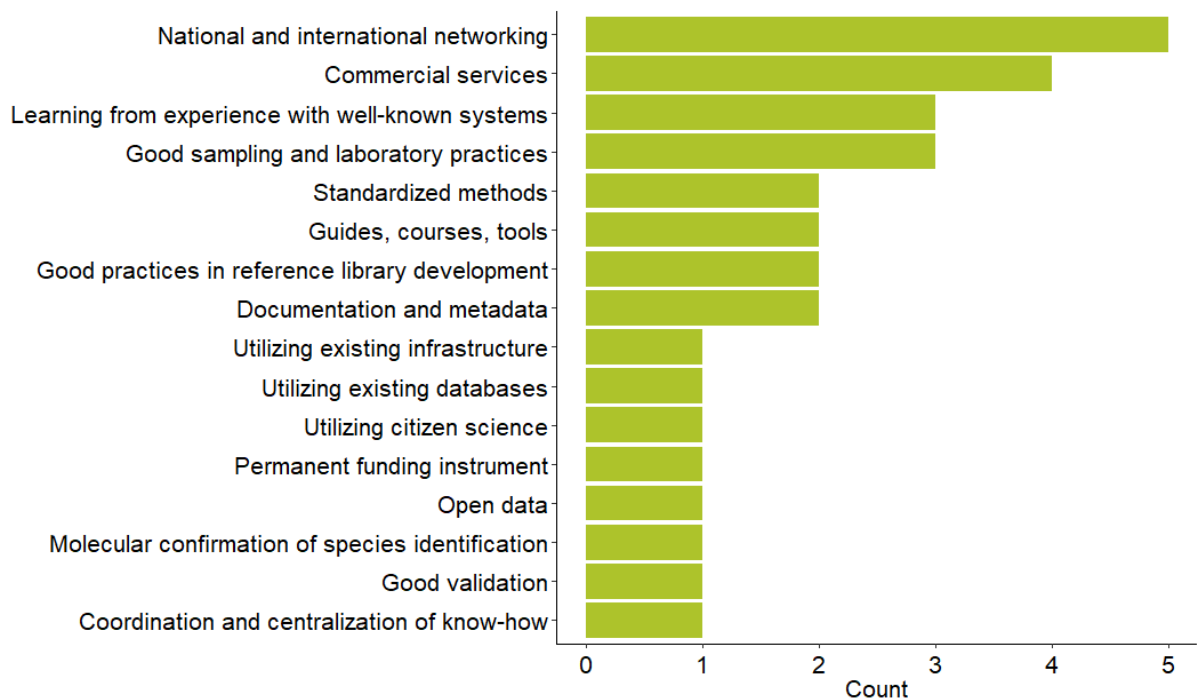 National and international networking
Commercial services
Learning from experience with well-known systems
Good sampling and laboratory practices
Standardized methods
Guides, courses, tools
Good practices in reference library development
Documentation and metadata
Utilizing existing infrastructure
Utilizing existing databases
Utilizing citizen science
Permanent funding instrument
Open data
Molecular confirmation of species identification
Good validation
Coordination and centralization of know-how
0 1 2 3 4 5
Count